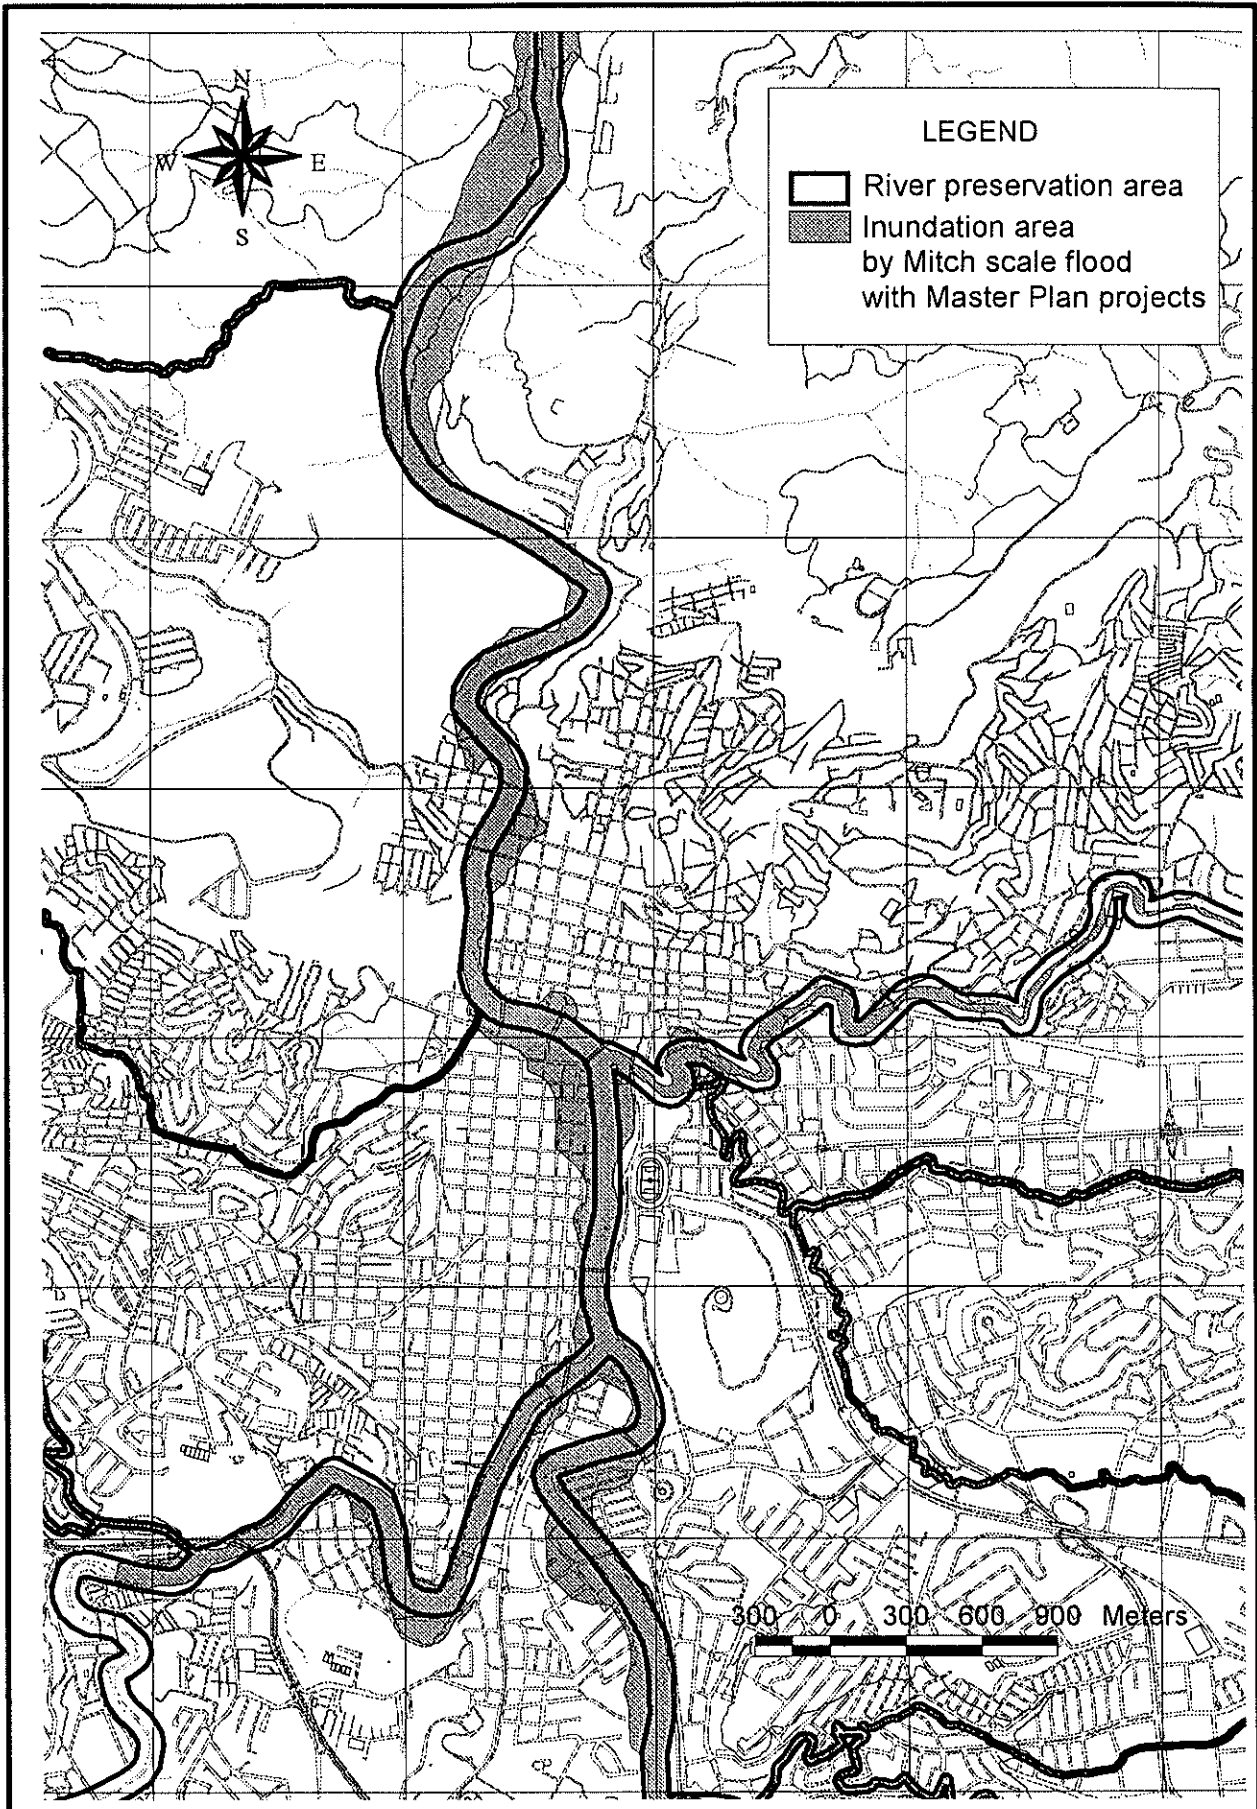 N
W E
S
LEGEND
River preservation area
Inundation area
by Mitch scale flood
with Master Plan projects
300 0 300 600 900 Meters